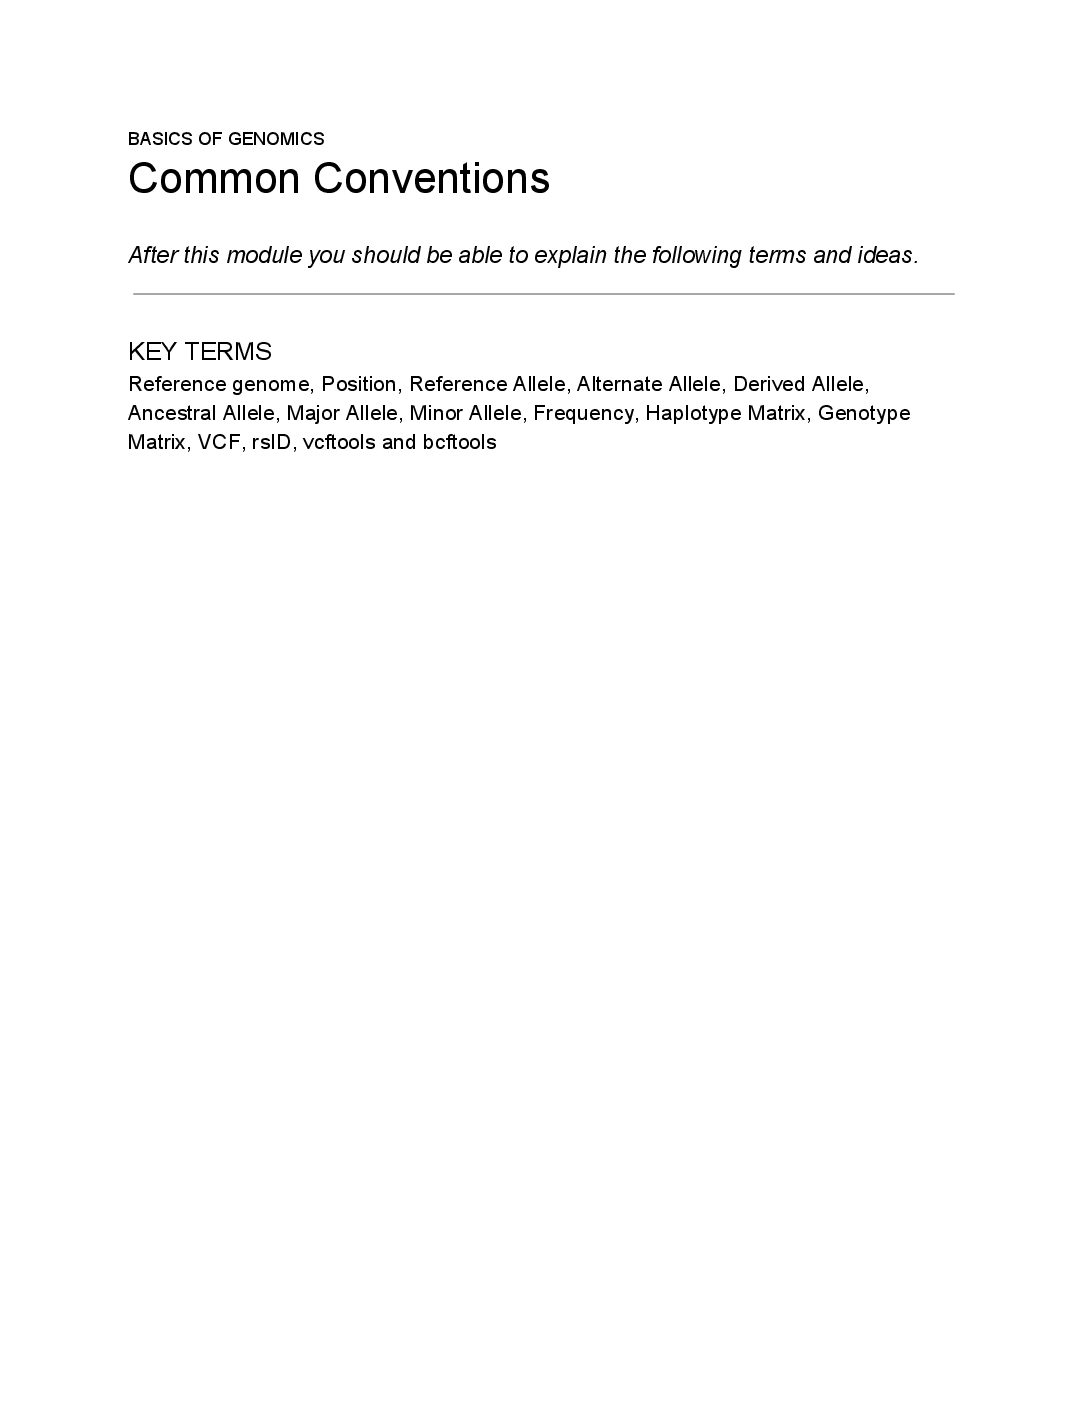 BASICS OF GENOMICS
Common Conventions
After this module you should be able to explain the following terms and ideas.
KEY TERMS
Reference genome, Position, Reference Allele, Alternate Allele, Derived Allele,
Ancestral Allele, Major Allele, Minor Allele, Frequency, Haplotype Matrix, Genotype
Matrix, VCF, rsID, vcftools and bcftools